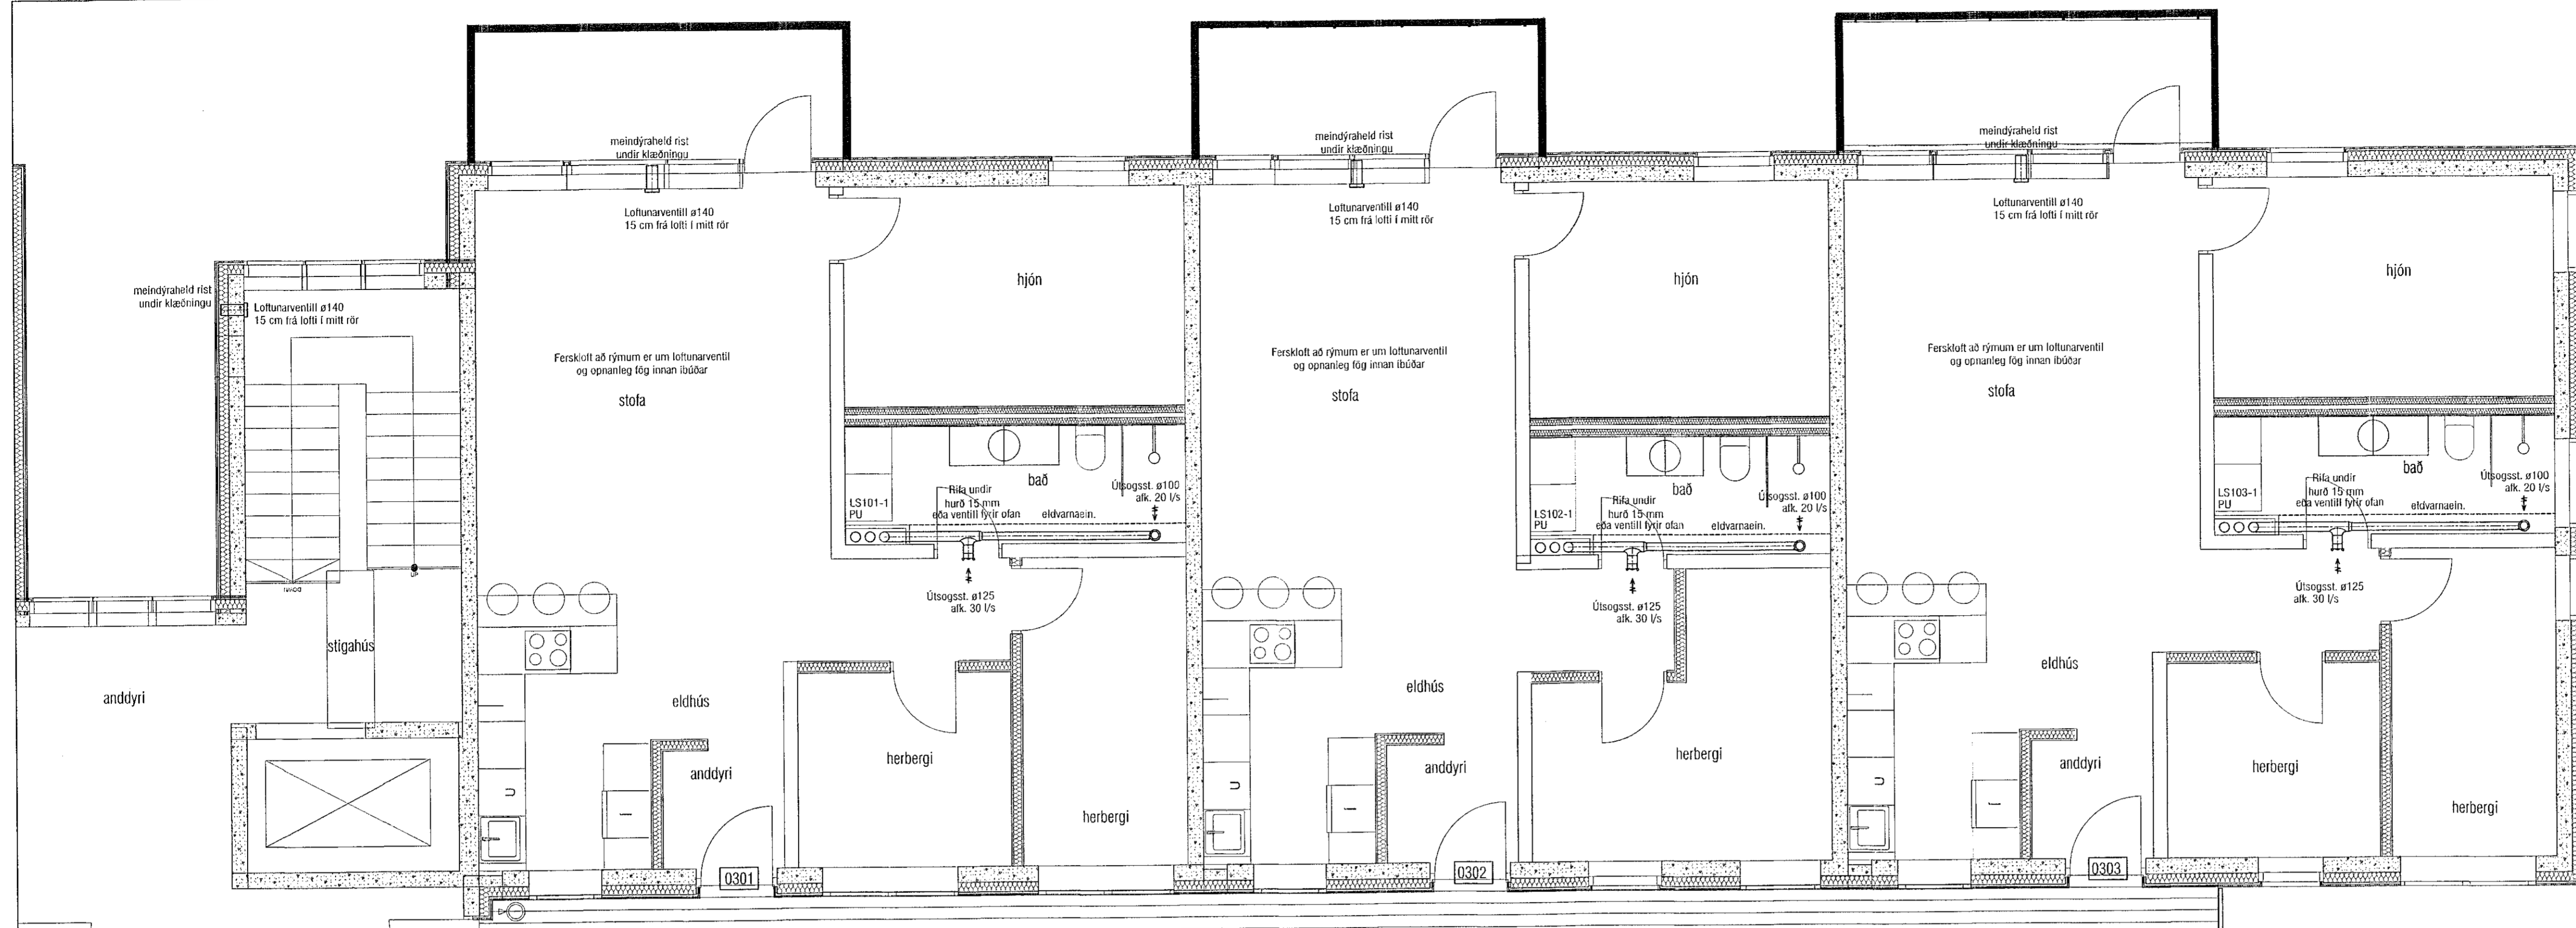 meindýraheld rist
undir klæðningu
meindýraheld rist
undir klæðningu
meindýraheld rist
undir klæðningu
Loftunarventill ø140
15 cm frá lofti í mitt rör
Loftunarventill ø140
15 cm frá lofti í mitt rör
Loftunarventill ø140
15 cm frá lofti í mitt rör
meindýraheld rist
undir klæðningu
Loftunarventill ø140
15 cm frá lofti í mitt rör
hjón
hjón
hjón
Ferskloft að rýmum er um loftunarventil
og opnanleg fög innan íbúðar
stofa
Ferskloft að rýmum er um loftunarventil
og opnanleg fög innan íbúðar
stofa
Ferskloft að rýmum er um loftunarventil
og opnanleg fög innan íbúðar
stofa
bað
LS101-1
PU
Rifa undir
hurð 15 mm
eða ventill fyrir ofan
eldvarnaein.
Útsogsst. ø100
afk. 20 l/s
bað
LS102-1
PU
Rifa undir
hurð 15 mm
eða ventill fyrir ofan
eldvarnaein.
Útsogsst. ø100
afk. 20 l/s
bað
LS103-1
PU
Rifa undir
hurð 15 mm
eða ventill fyrir ofan
eldvarnaein.
Útsogsst. ø100
afk. 20 l/s
Útsogsst. ø125
afk. 30 l/s
Útsogsst. ø125
afk. 30 l/s
Útsogsst. ø125
afk. 30 l/s
UP
stigahús
anddyri
eldhús
eldhús
eldhús
anddyri
herbergi
herbergi
anddyri
herbergi
anddyri
herbergi
herbergi
U
U
U
0301
0302
0303